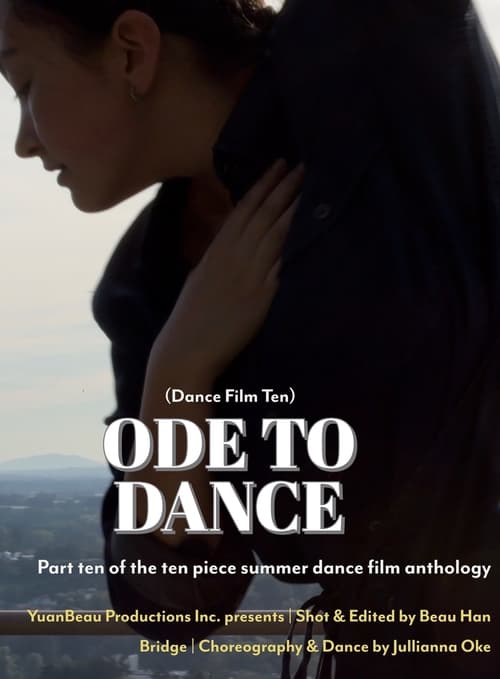 (Dance Film Ten)
ODE TO
DANCE
Part ten of the ten piece summer dance film anthology
YuanBeau Productions Inc. presents | Shot & Edited by Beau Han
Bridge | Choreography & Dance by Jullianna Oke